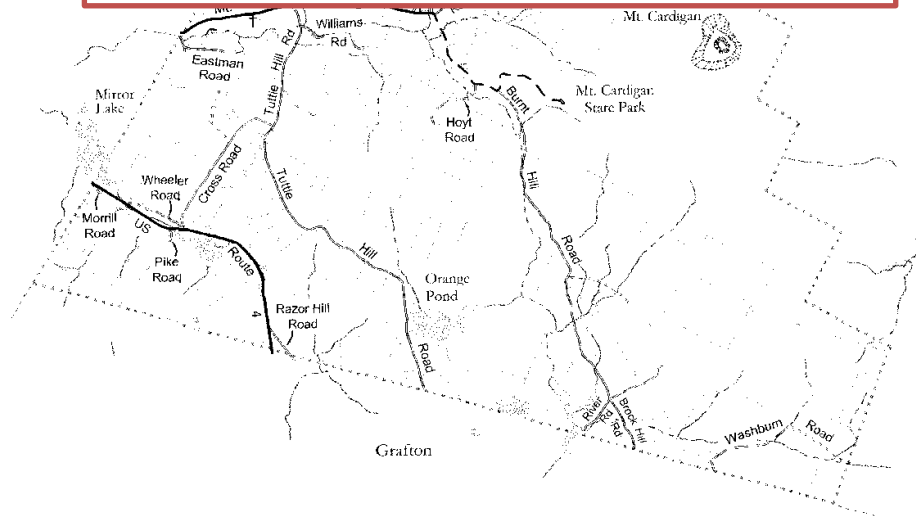 Mt.
Williams
Rd
Mt. Cardigan
Eastman
Road
Tuttle Hill Rd
Mirror
Lake
Mt. Cardigan
State Park
Burnt
Hoyt
Road
Cross Road
Wheeler
Road
Tuttle
Hill
Morrill
Road
US
Route
4
Pike
Road
Hill
Road
Orange
Pond
Razor Hill
Road
Road
River
Rd
Brock Hill
Rd
Washburn
Road
Grafton